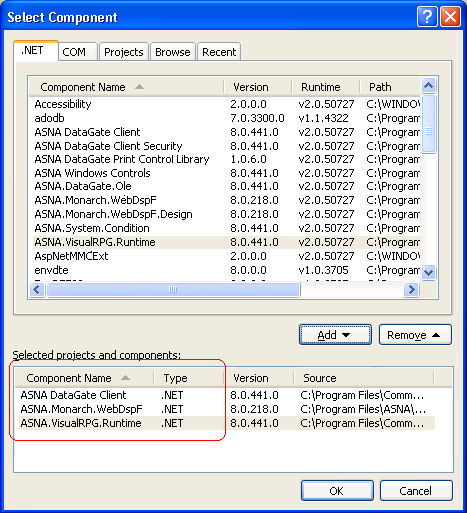 Select Component
.NET COM Projects Browse Recent
Component Name Version Runtime Path
Accessibility 2.0.0.0 v2.0.50727 C:\WINDO
adodb 7.0.3300.0 v1.1.4322 C:\Program
ASNA DataGate Client 8.0.441.0 v2.0.50727 C:\Program
ASNA DataGate Client Security 8.0.441.0 v2.0.50727 C:\Program
ASNA DataGate Print Control Library 1.0.6.0 v2.0.50727 C:\Program
ASNA Windows Controls 8.0.441.0 v2.0.50727 C:\Program
ASNA.DataGate.Ole 8.0.441.0 v2.0.50727 C:\Program
ASNA.Monarch.WebDspF 8.0.218.0 v2.0.50727 C:\Program
ASNA.Monarch.WebDspF.Design 8.0.218.0 v2.0.50727 C:\Program
ASNA.System.Condition 8.0.441.0 v2.0.50727 C:\Program
ASNA.VisualRPG.Runtime 8.0.441.0 v2.0.50727 C:\Program
AspNetMMCExt 2.0.0.0 v2.0.50727 C:\WINDO
envdte 8.0.0.0 v1.0.3705 C:\Program
Add Remove
Selected projects and components:
Component Name Type Version Source
ASNA DataGate Client .NET 8.0.441.0 C:\Program Files\Comm...
ASNA.Monarch.WebDspF .NET 8.0.218.0 C:\Program Files\ASNA\...
ASNA.VisualRPG.Runtime .NET 8.0.441.0 C:\Program Files\Comm...
OK Cancel